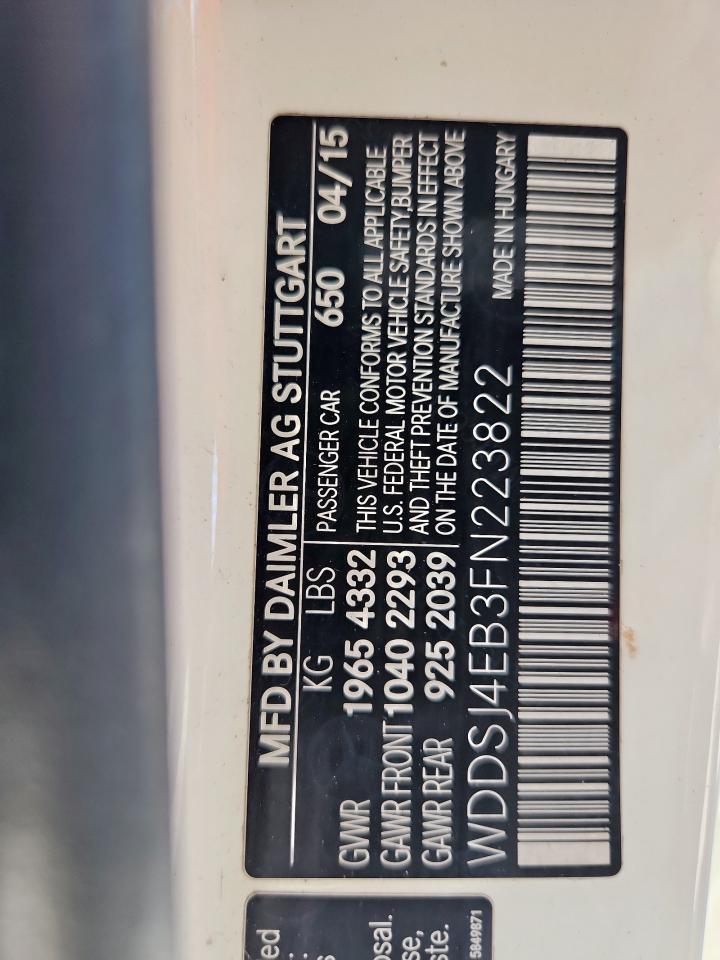 MFD BY DAIMLER AG STUTTGART
KG LBS PASSENGER CAR 650 04/15
GVWR 1965 4332 THIS VEHICLE CONFORMS TO ALL APPLICABLE
GAWR FRONT 1040 2293 U.S. FEDERAL MOTOR VEHICLE SAFETY,BUMPER
GAWR REAR 925 2039 AND THEFT PREVENTION STANDARDS IN EFFECT
ON THE DATE OF MANUFACTURE SHOWN ABOVE
WDDSJ4EB3FN223822 MADE IN HUNGARY
5849871